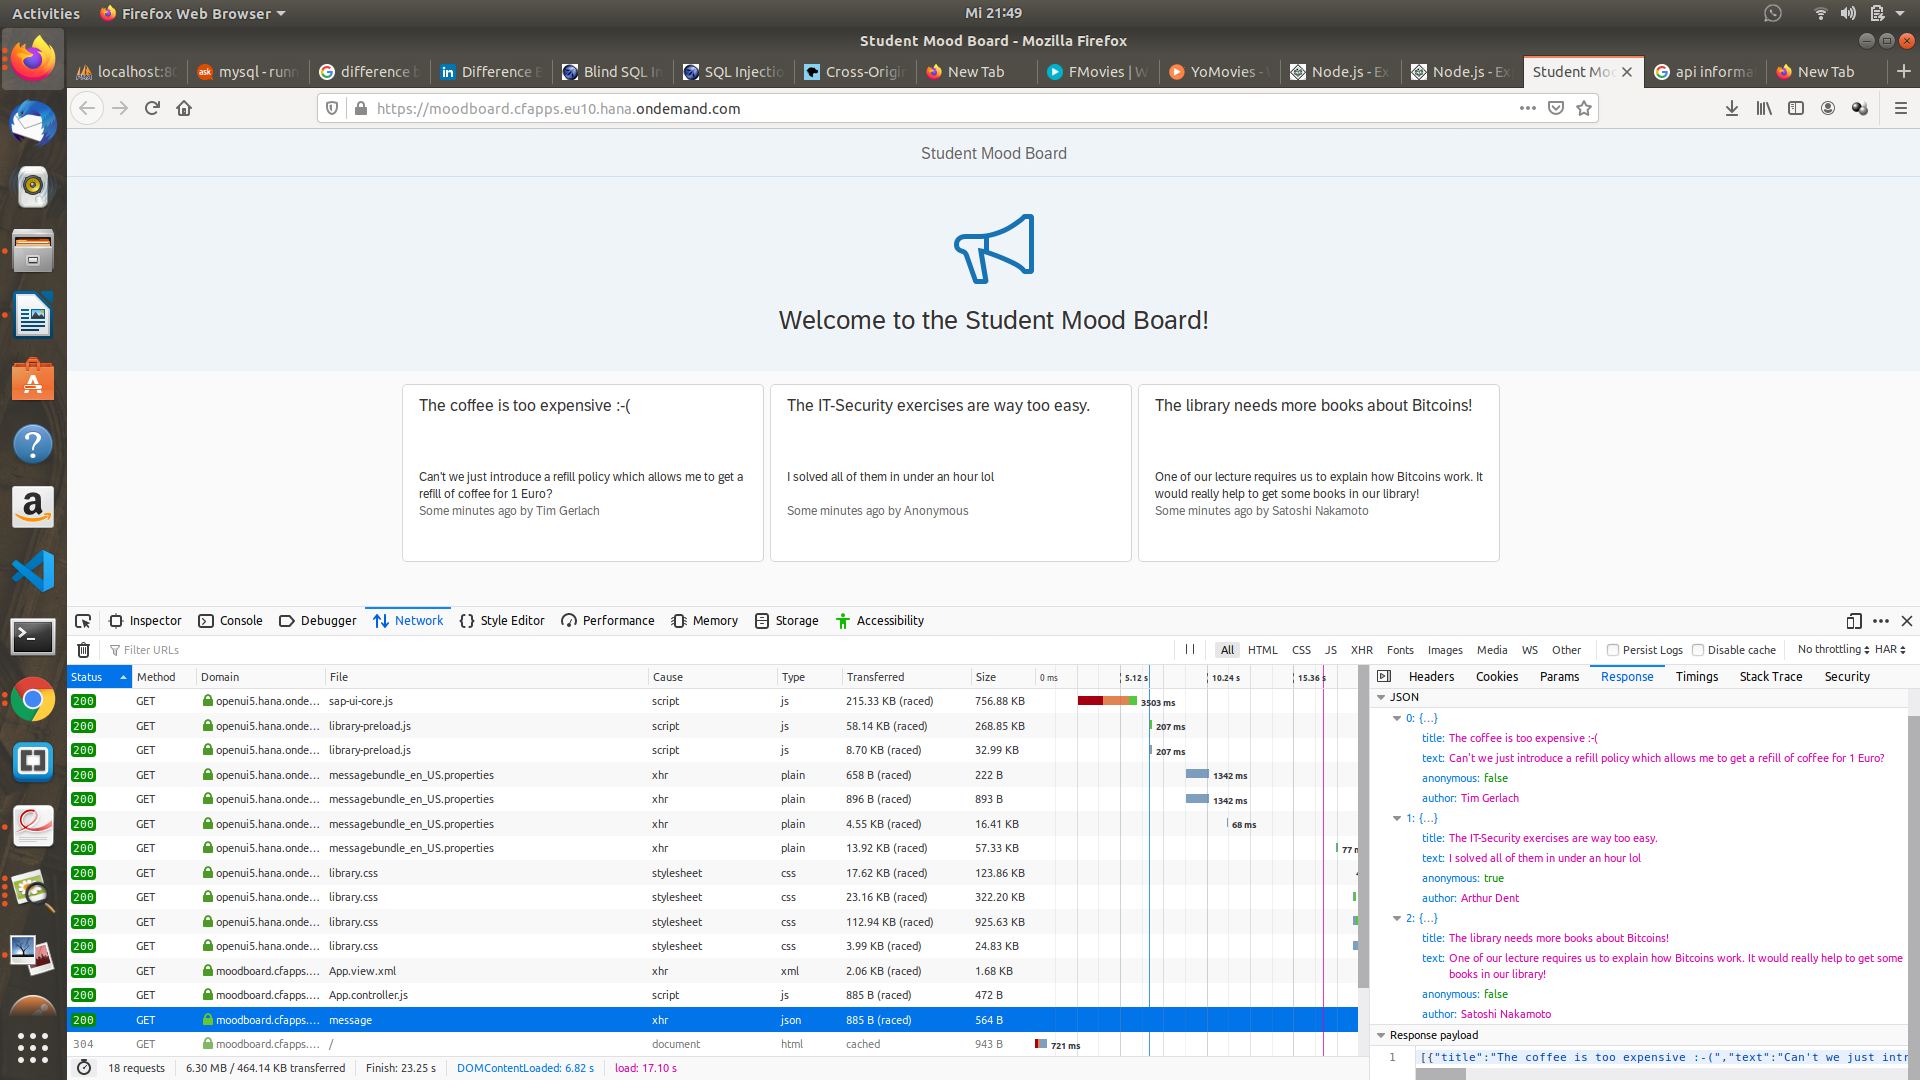 Activities
Firefox Web Browser
Mi 21:49
Student Mood Board - Mozilla Firefox
localhost:80
mysql - runn
difference b
Difference B
Blind SQL In
SQL Injectio
Cross-Origi
New Tab
FMovies | W
YoMovies -
Node.js - Ex
Node.js - Ex
Student Moo
api informa
New Tab
https://moodboard.cfapps.eu10.hana.ondemand.com
Student Mood Board
Welcome to the Student Mood Board!
The coffee is too expensive :-(
Can't we just introduce a refill policy which allows me to get a
refill of coffee for 1 Euro?
Some minutes ago by Tim Gerlach
The IT-Security exercises are way too easy.
I solved all of them in under an hour lol
Some minutes ago by Anonymous
The library needs more books about Bitcoins!
One of our lecture requires us to explain how Bitcoins work. It
would really help to get some books in our library!
Some minutes ago by Satoshi Nakamoto
Inspector Console Debugger Network Style Editor Performance Memory Storage Accessibility
Filter URLs
All HTML CSS JS XHR Fonts Images Media WS Other Persist Logs Disable cache No throttling HAR
Status Method Domain File Cause Type Transferred Size 0 ms 5.12 s 10.24 s 15.36 s
200 GET openui5.hana.onde... sap-ui-core.js script js 215.33 KB (raced) 756.88 KB 3503 ms
200 GET openui5.hana.onde... library-preload.js script js 58.14 KB (raced) 268.85 KB 207 ms
200 GET openui5.hana.onde... library-preload.js script js 8.70 KB (raced) 32.99 KB 207 ms
200 GET openui5.hana.onde... messagebundle_en_US.properties xhr plain 658 B (raced) 222 B 1342 ms
200 GET openui5.hana.onde... messagebundle_en_US.properties xhr plain 896 B (raced) 893 B 1342 ms
200 GET openui5.hana.onde... messagebundle_en_US.properties xhr plain 4.55 KB (raced) 16.41 KB 68 ms
200 GET openui5.hana.onde... messagebundle_en_US.properties xhr plain 13.92 KB (raced) 57.33 KB 77
200 GET openui5.hana.onde... library.css stylesheet css 17.62 KB (raced) 123.86 KB
200 GET openui5.hana.onde... library.css stylesheet css 23.16 KB (raced) 322.20 KB
200 GET openui5.hana.onde... library.css stylesheet css 112.94 KB (raced) 925.63 KB
200 GET openui5.hana.onde... library.css stylesheet css 3.99 KB (raced) 24.83 KB
200 GET moodboard.cfapps.... App.view.xml xhr xml 2.06 KB (raced) 1.68 KB
200 GET moodboard.cfapps.... App.controller.js script js 885 B (raced) 472 B
200 GET moodboard.cfapps.... message xhr json 885 B (raced) 564 B
304 GET moodboard.cfapps.... / document html cached 943 B 721 ms
18 requests 6.30 MB / 464.14 KB transferred Finish: 23.25 s DOMContentLoaded: 6.82 s load: 17.10 s
Headers Cookies Params Response Timings Stack Trace Security
JSON
0: {...}
title: The coffee is too expensive :-(
text: Can't we just introduce a refill policy which allows me to get a refill of coffee for 1 Euro?
anonymous: false
author: Tim Gerlach
1: {...}
title: The IT-Security exercises are way too easy.
text: I solved all of them in under an hour lol
anonymous: true
author: Arthur Dent
2: {...}
title: The library needs more books about Bitcoins!
text: One of our lecture requires us to explain how Bitcoins work. It would really help to get some
books in our library!
anonymous: false
author: Satoshi Nakamoto
Response payload
1 [{"title":"The coffee is too expensive :-(","text":"Can't we just intr